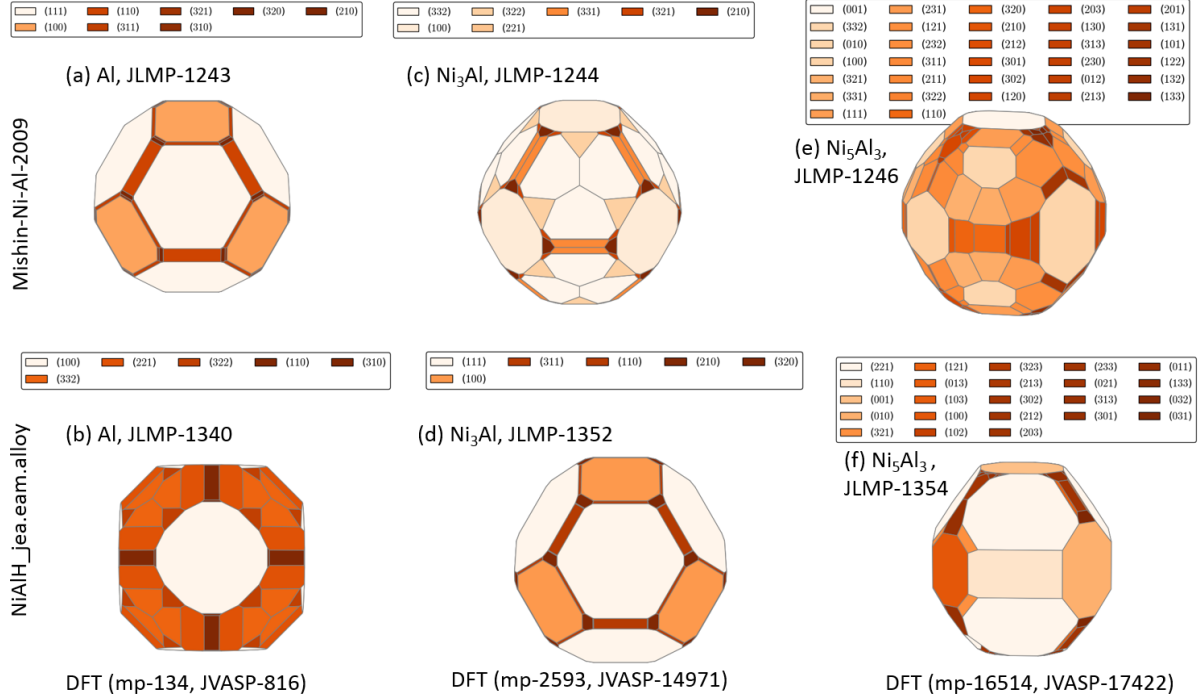 (111) (110) (321) (320) (210)
(100) (311) (310)
(332) (322) (331) (321) (210)
(100) (221)
(001) (231) (320) (203) (201)
(332) (121) (210) (130) (131)
(010) (232) (212) (313) (101)
(100) (311) (301) (230) (122)
(321) (211) (302) (012) (132)
(331) (322) (120) (213) (133)
(111) (110)
(a) Al, JLMP-1243
(c) Ni₃Al, JLMP-1244
(e) Ni₅Al₃,
JLMP-1246
Mishin-Ni-Al-2009
(100) (221) (322) (110) (310)
(332)
(111) (311) (110) (210) (320)
(100)
(221) (121) (323) (233) (011)
(110) (013) (213) (021) (133)
(001) (103) (302) (313) (032)
(010) (100) (212) (301) (031)
(321) (102) (203)
(b) Al, JLMP-1340
(d) Ni₃Al, JLMP-1352
(f) Ni₅Al₃ ,
JLMP-1354
NiAlH_jea.eam.alloy
DFT (mp-134, JVASP-816)
DFT (mp-2593, JVASP-14971)
DFT (mp-16514, JVASP-17422)